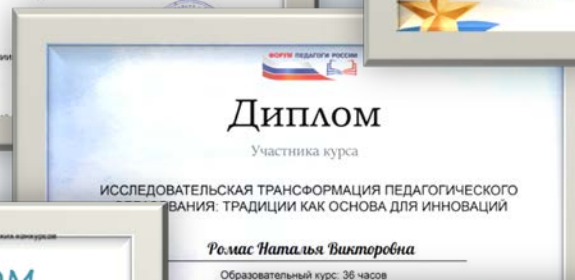 ФОРУМ ПЕДАГОГИ РОССИИ
Диплом
Участника курса
ИССЛЕДОВАТЕЛЬСКАЯ ТРАНСФОРМАЦИЯ ПЕДАГОГИЧЕСКОГО
ТРАДИЦИИ КАК ОСНОВА ДЛЯ ИННОВАЦИЙ
Ромас Наталья Викторовна
Образовательный курс: 36 часов